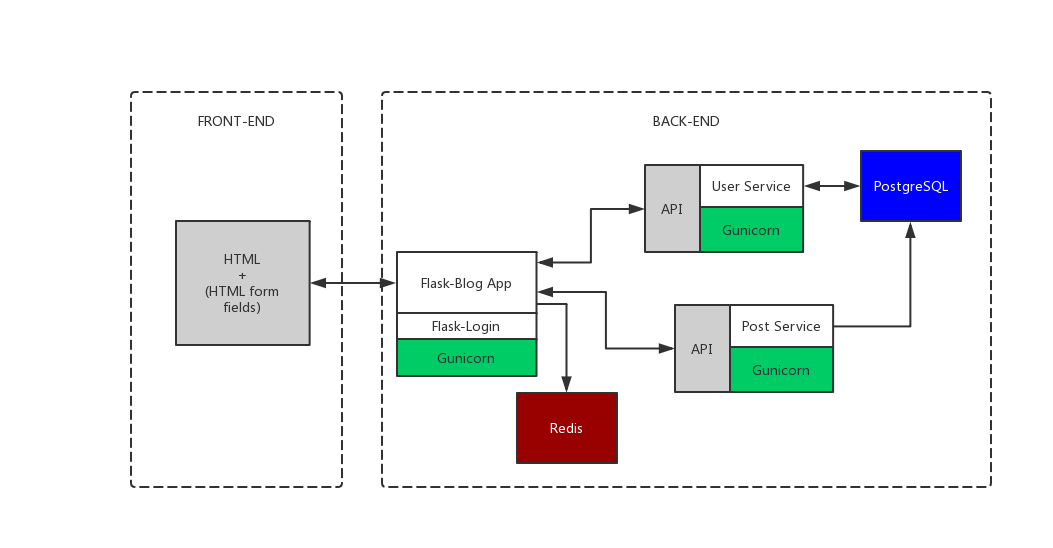 FRONT-END
BACK-END
HTML
+
(HTML form
fields)
Flask-Blog App
Flask-Login
Gunicorn
API
User Service
Gunicorn
PostgreSQL
API
Post Service
Gunicorn
Redis